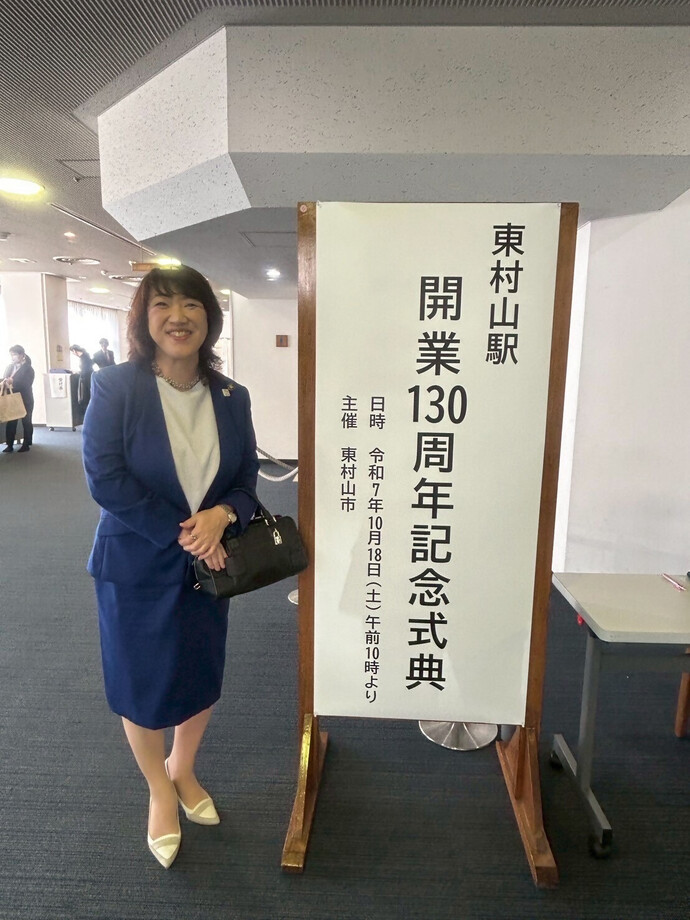 東村山駅
開業130周年記念式典
日時　令和7年10月18日(土)午前10時より
主催　東村山市